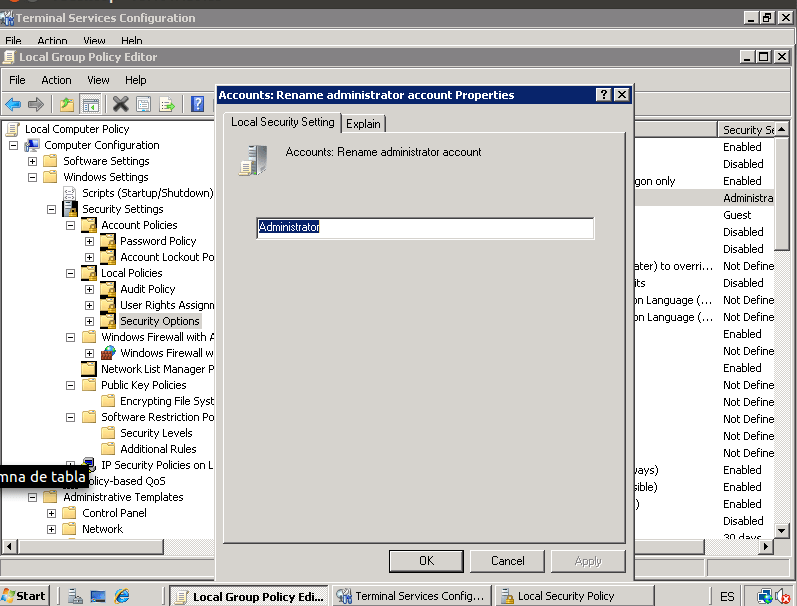 Terminal Services Configuration
File Action View Help
Local Group Policy Editor
File Action View Help
Accounts: Rename administrator account Properties
Local Security Setting
Explain
Accounts: Rename administrator account
Administrator
OK
Cancel
Apply
Local Computer Policy
Computer Configuration
Software Settings
Windows Settings
Scripts (Startup/Shutdown)
Security Settings
Account Policies
Password Policy
Account Lockout Po
Local Policies
Audit Policy
User Rights Assignm
Security Options
Windows Firewall with A
Windows Firewall w
Network List Manager P
Public Key Policies
Encrypting File Syst
Software Restriction Po
Security Levels
Additional Rules
IP Security Policies on L
mna de tabla
olicy-based QoS
Administrative Templates
Control Panel
Network
Security Se
Enabled
Disabled
gon only) Enabled
Administra
Guest
Disabled
Disabled
ater) to overri... Not Define
its Disabled
on Language (... Not Define
on Language (... Not Define
Enabled
Not Define
Enabled
Not Define
Not Define
Not Define
Not Define
Not Define
ways) Enabled
sible) Enabled
) Enabled
Disabled
30 days
Start
Local Group Policy Edi...
Terminal Services Config...
Local Security Policy
ES